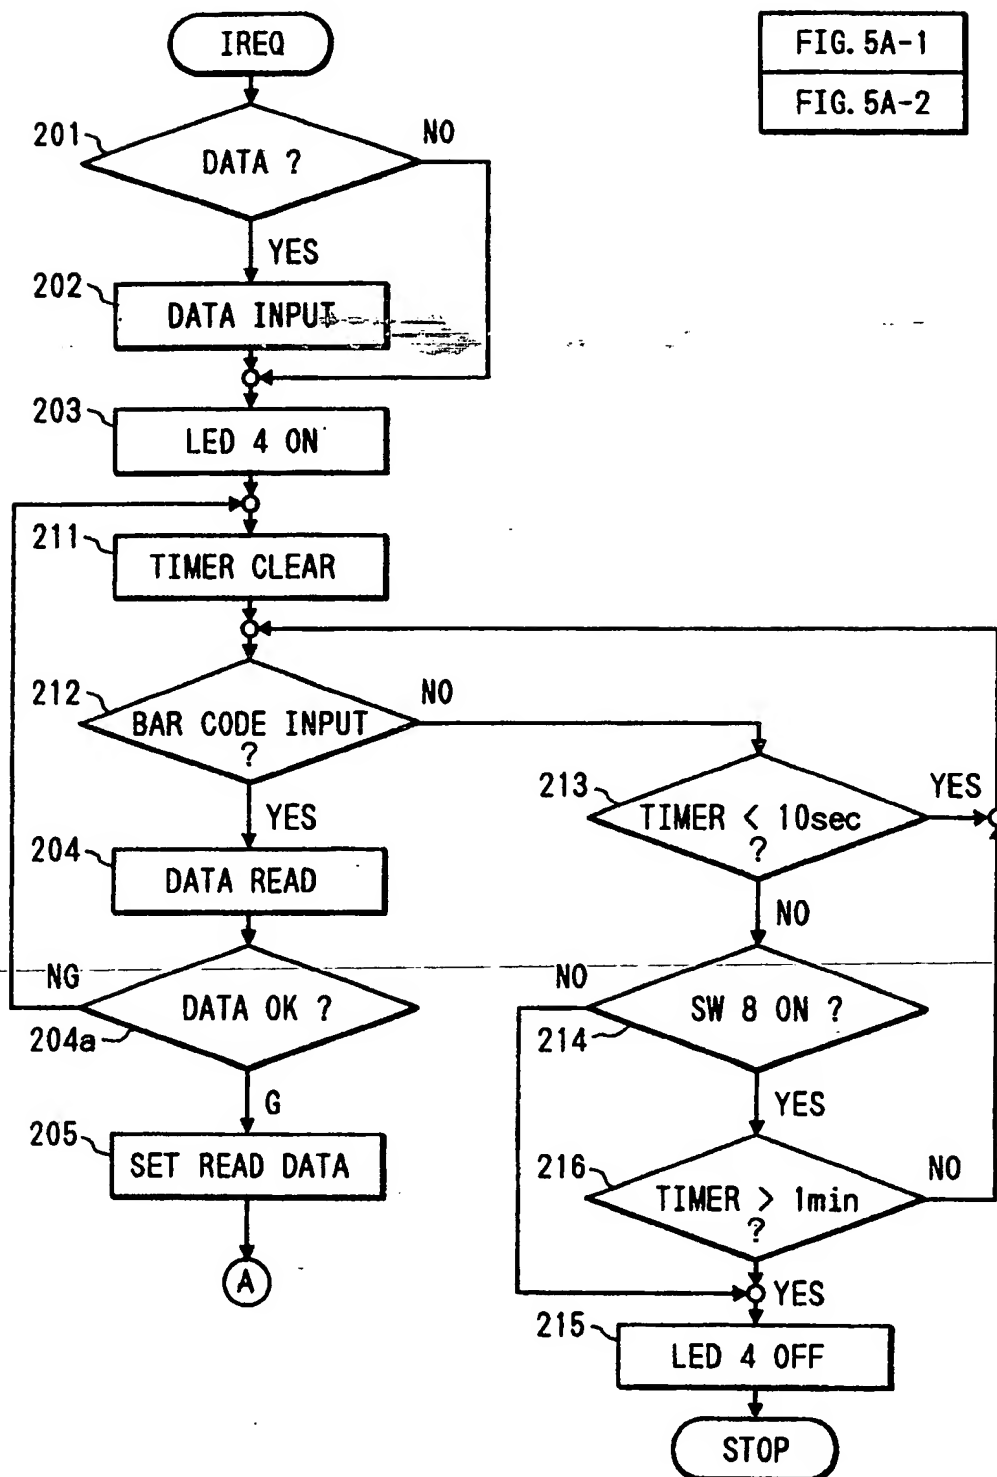 IREQ
FIG. 5A-1
FIG. 5A-2
201
DATA ?
NO
YES
202
DATA INPUT
203
LED 4 ON
211
TIMER CLEAR
212
BAR CODE INPUT
?
NO
YES
213
TIMER < 10sec
?
YES
NO
204
DATA READ
NG
DATA OK ?
204a
G
NO
SW 8 ON ?
214
YES
205
SET READ DATA
A
216
TIMER > 1min
?
NO
YES
215
LED 4 OFF
STOP